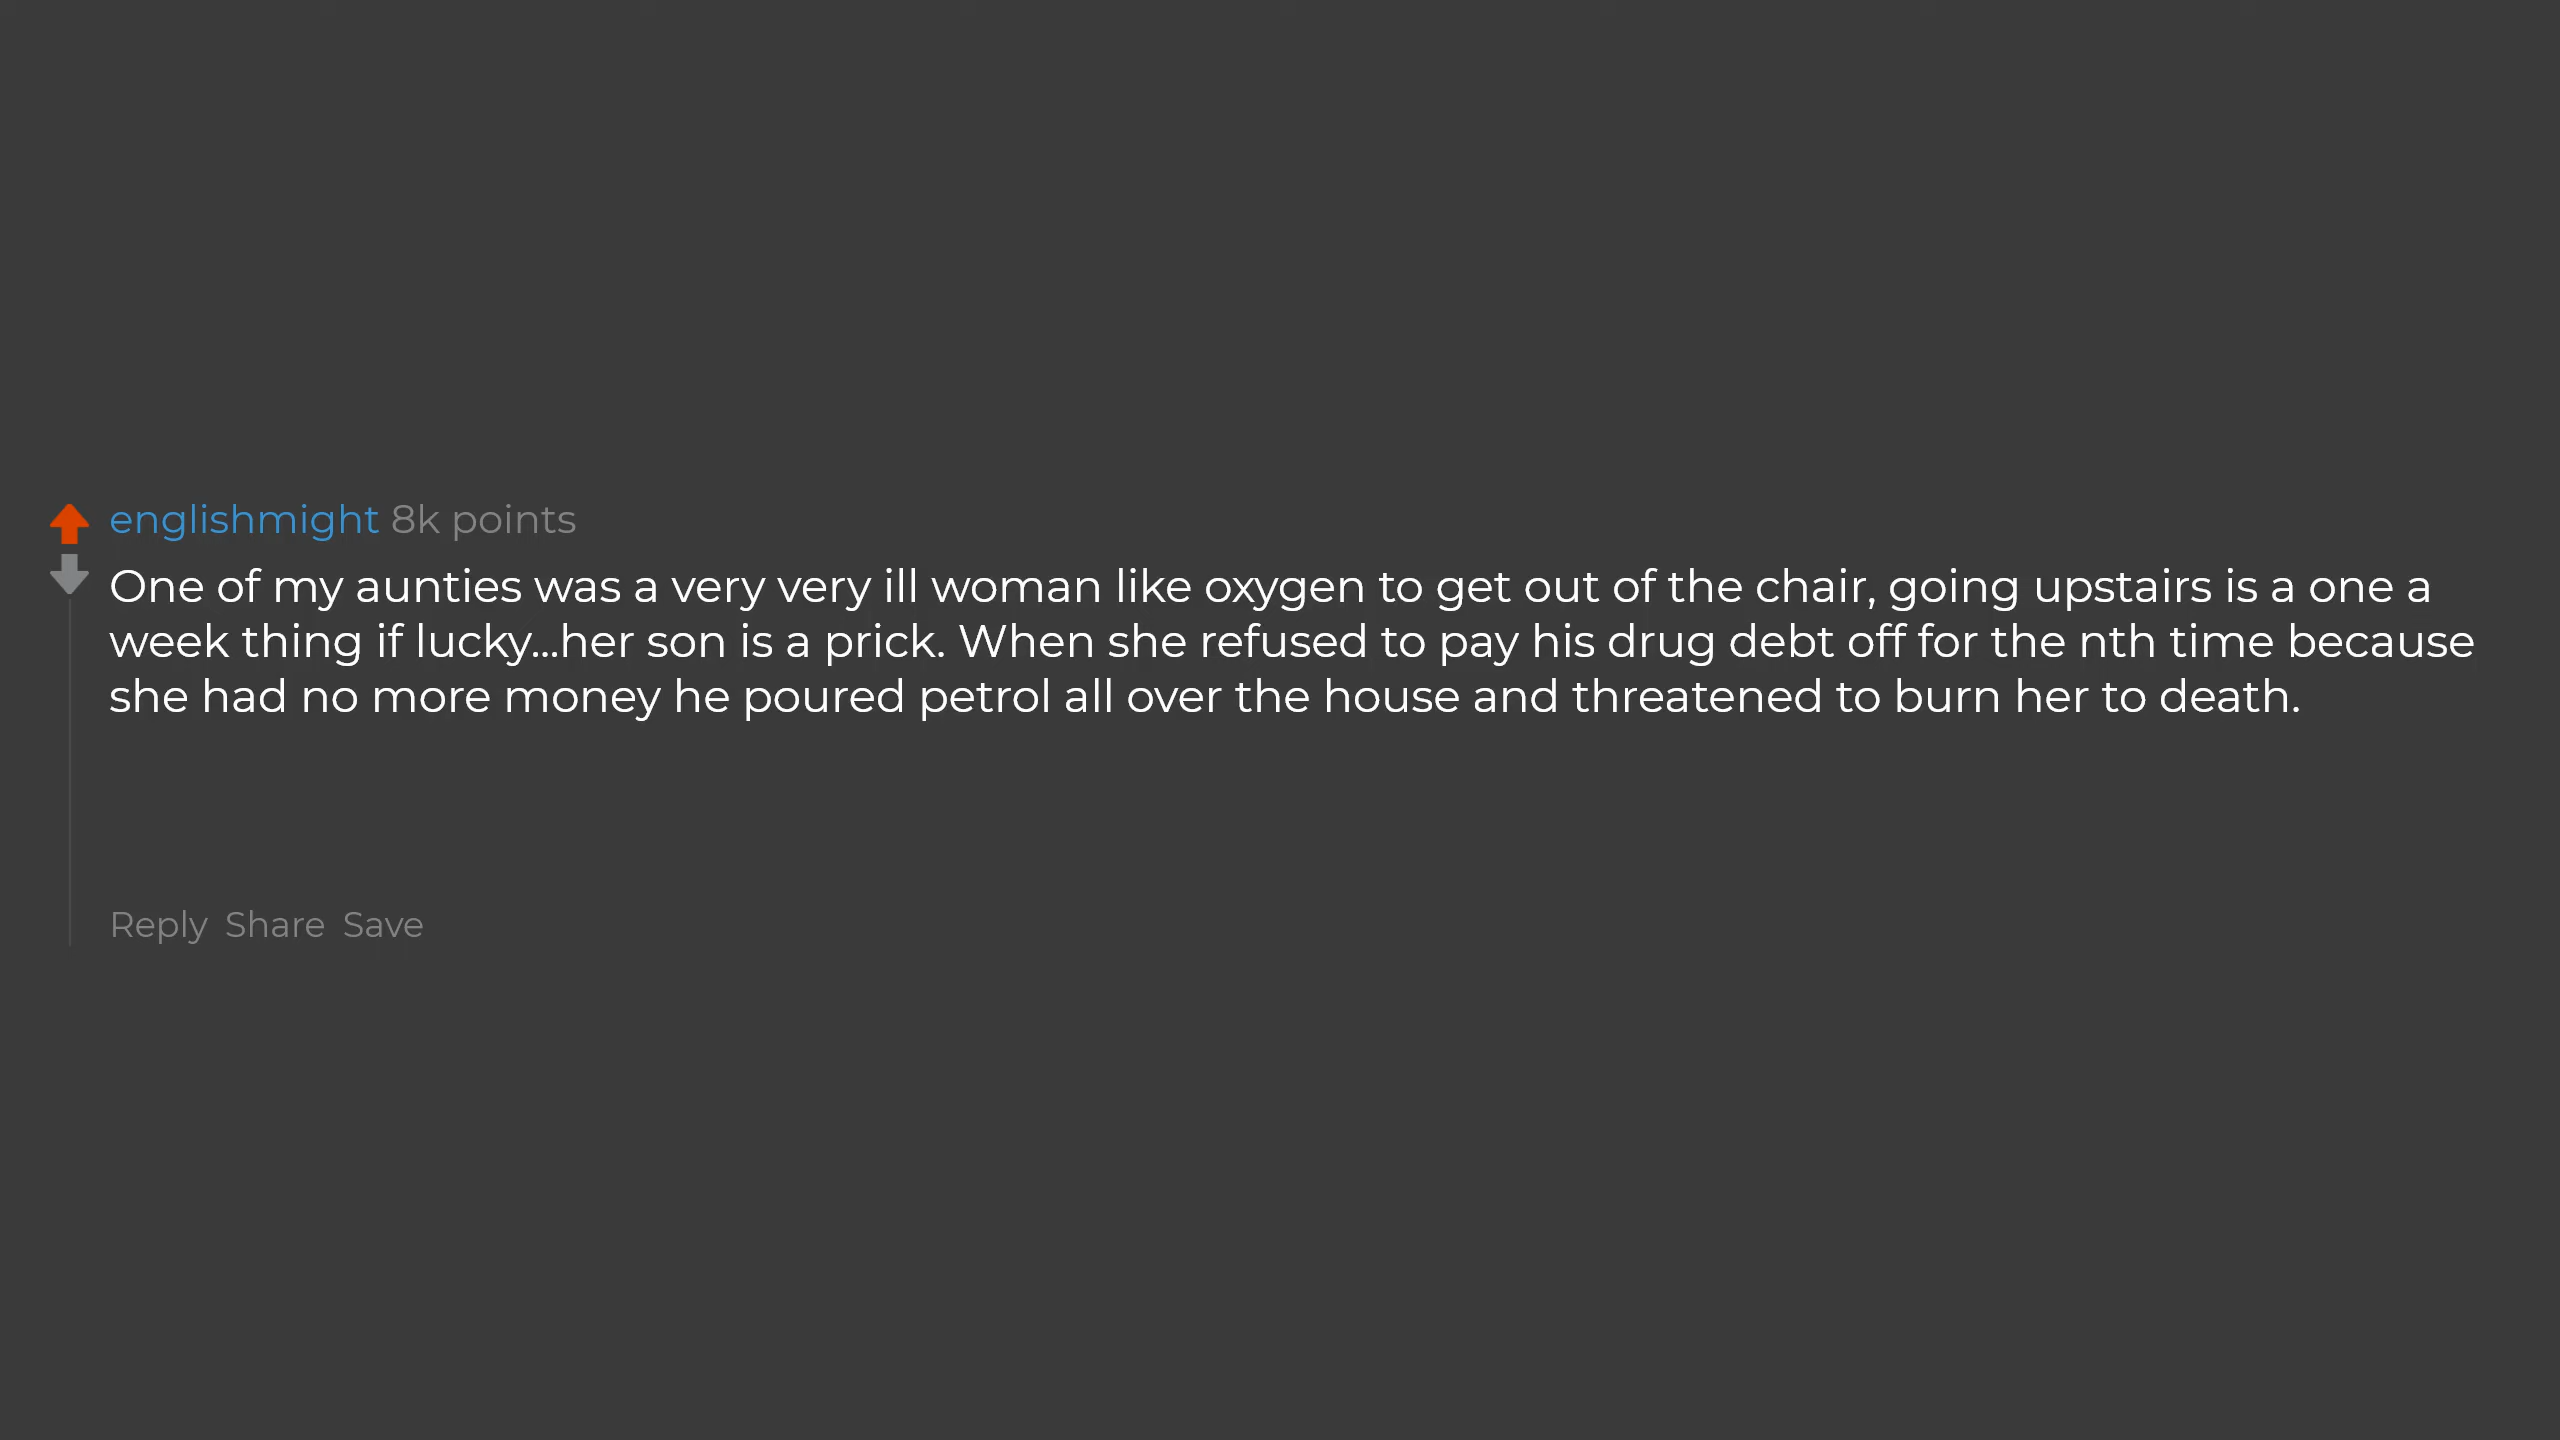 englishmight 8k points
One of my aunties was a very very ill woman like oxygen to get out of the chair, going upstairs is a one a
week thing if lucky...her son is a prick. When she refused to pay his drug debt off for the nth time because
she had no more money he poured petrol all over the house and threatened to burn her to death.
Reply Share Save